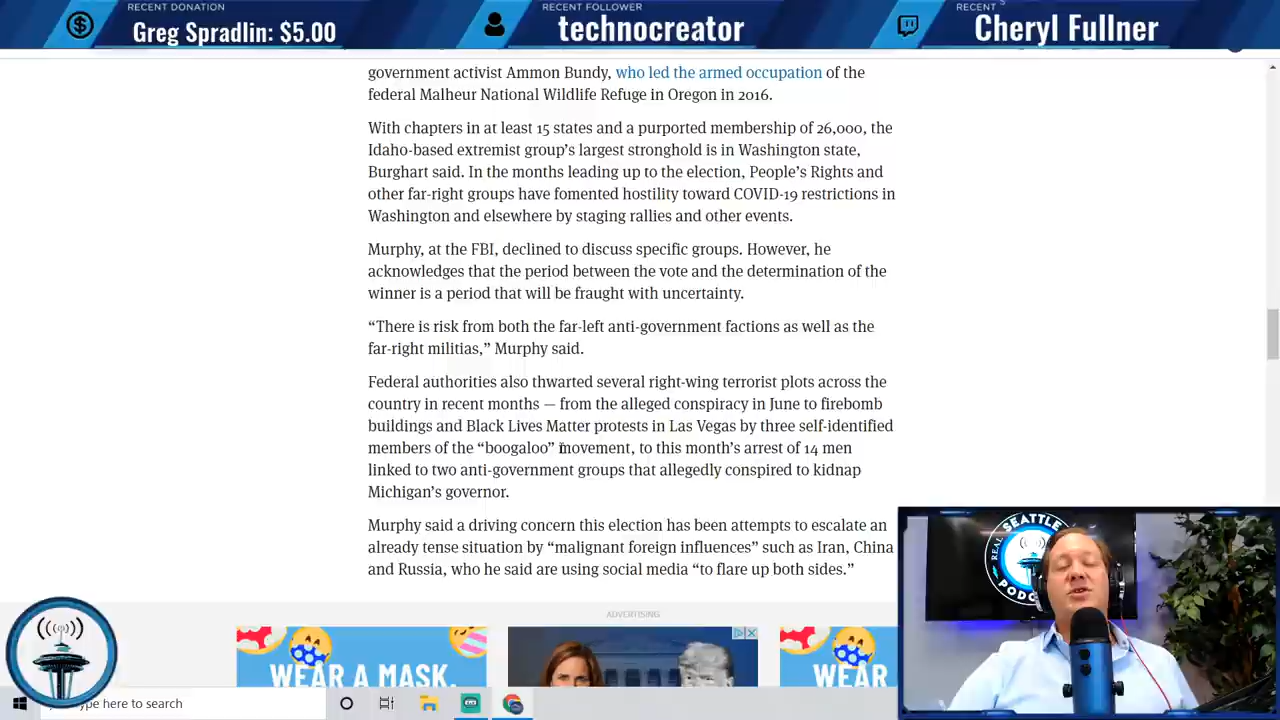 RECENT DONATION
Greg Spradlin: $5.00
RECENT FOLLOWER
technocreator
RECENT S
Cheryl Fullner
government activist Ammon Bundy, who led the armed occupation of the
federal Malheur National Wildlife Refuge in Oregon in 2016.
With chapters in at least 15 states and a purported membership of 26,000, the
Idaho-based extremist group’s largest stronghold is in Washington state,
Burghart said. In the months leading up to the election, People’s Rights and
other far-right groups have fomented hostility toward COVID-19 restrictions in
Washington and elsewhere by staging rallies and other events.
Murphy, at the FBI, declined to discuss specific groups. However, he
acknowledges that the period between the vote and the determination of the
winner is a period that will be fraught with uncertainty.
“There is risk from both the far-left anti-government factions as well as the
far-right militias,” Murphy said.
Federal authorities also thwarted several right-wing terrorist plots across the
country in recent months — from the alleged conspiracy in June to firebomb
buildings and Black Lives Matter protests in Las Vegas by three self-identified
members of the “boogaloo” movement, to this month’s arrest of 14 men
linked to two anti-government groups that allegedly conspired to kidnap
Michigan’s governor.
Murphy said a driving concern this election has been attempts to escalate an
already tense situation by “malignant foreign influences” such as Iran, China
and Russia, who he said are using social media “to flare up both sides.”
ADVERTISING
WEAR A MASK.
WEAR
REAL SEATTLE
POD
ype here to search